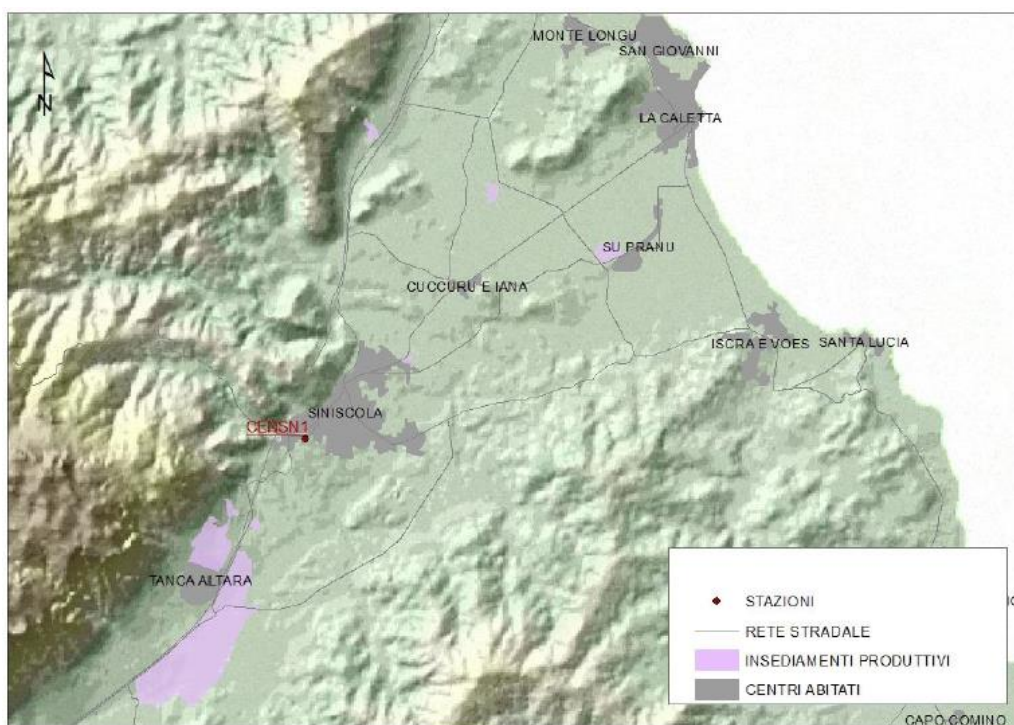 MONTE LONGU
SAN GIOVANNI
N
LA CALETTA
SU PRANU
CUCCURU E IANA
ISCRA E VOES
SANTA LUCIA
SINISCOLA
CENSN1
TANCA ALTARA
STAZIONI
RETE STRADALE
INSEDIAMENTI PRODUTTIVI
CENTRI ABITATI
CAPO COMINO